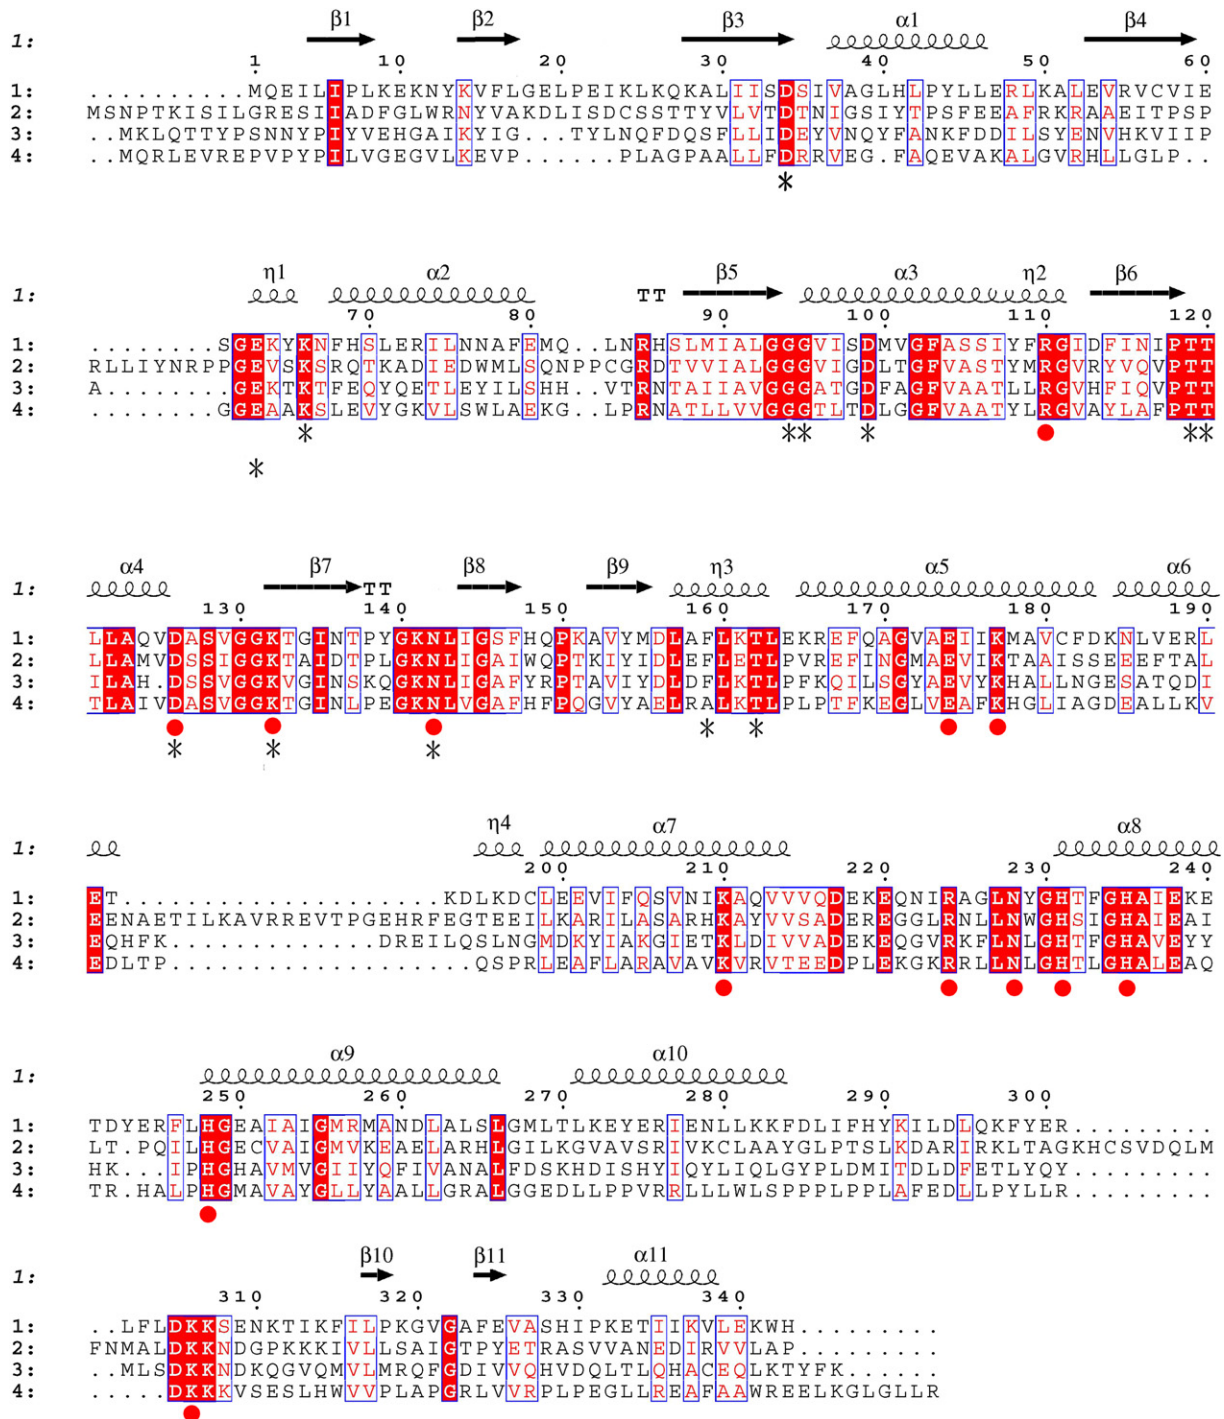 β1 β2 β3 α1 β4
1:
1 10 20 30 40 50 60
1: .........MQEILIPLKEKNYKVFLGELPEIKLKQKALIISDSIVAGLHLPYLLERLKALEVRVCVIE
2: MSNPTKISILGRESIIADFGLWRNYVAKDLISDCSSTTYVLVTDTNIGSIYTPSFEEAFRKRAAEITPSP
3: ..MKLQTTYPSNNYPIYVEHGAIKYIG...TYLNQFDQSFLLIDEYVNQYFANKFDDILSYENVHKVIIP
4: ..MQRLEVREPVPYPILVGEGVLKEVP......PLAGPAALLFDRRVEG.FAQEVAKALGVRHLLGLP..
*
η1 α2 β5 α3 η2 β6
1: TT
70 80 90 100 110 120
1: ........SGEKYKNFHSLERILNNAFEMQ..LNRHSLMIALGGGVISDMVGFASSIYFRGIDFINIPTT
2: RLLIYNRPPGEVSKSRQTKADIEDWMLSQNPPCGRDTVVIALGGGVIGDLTGFVASTYMRGVRYVQVPTT
3: A........GEKTKTFEQYQETLEYILSHH..VTRNTAIIAVGGGATGDFAGFVAATLLRGVHFIQVPTT
4: ........GGEAAKSLEVYGKVLSWLAEKG..LPRNATLLVVGGGTLTDLGGFVAATYLRGVAYLAFPTT
* * * * * *
*
α4 β7 TT β8 β9 η3 α5 α6
1:
130 140 150 160 170 180 190
1: LLAQVDASVGGKTGINTPYGKNLIGSFHQPKAVYMDLAFLKTLEKREFQAGVAEIIKMAVCFDKNLVERL
2: LLAMVDSSIGGKTAIDTPLGKNLIGAIWQPTKIYIDLEFLETLPVREFINGMAEVIKTAAISSEEEFTAL
3: ILAH.DSSVGGKVGINSKQGKNLIGAFYRPTAVIYDLDFLKTLPFKQILSGYAEVYKHALLNGESATQDI
4: TLAIVDASVGGKTGINLPEGKNLVGAFHFPQGVYAELRALKTLPLPTFKEGLVEAFKHGLIAGDEALLKV
* * * * *
η4 α7 α8
1:
200 210 220 230 240
1: ET....................KDLKDCLEEVIFQSVNIKAQVVVQDEKEQNIRAGLNYGHTFGHAIEKE
2: EENAETILKAVRREVTPGEHRFEGTEEILKARILASARHKAYVVSADEREGGLRNLLNWGHSIGHAIEAI
3: EQHFK.............DREILQSLNGMDKYIAKGIETKLDIVVADEKEQGVRKFLNLGHTFGHAVEYY
4: EDLTP...................QSPRLEAFLARAVAVKVRVTEEDPLEKGKRRLLNLGHTLGHALEAQ
α9 α10
1:
250 260 270 280 290 300
1: TDYERFLHGEAIAIGMRMANDLALSLGMLTLKEYERIENLLKKFDLIFHYKILDLQKFYER.........
2: LT.PQILHGECVAIGMVKEAELARHLGILKGVAVSRIVKCLAAYGLPTSLKDARIRKLTAGKHCSVDQLM
3: HK...IPHGHAVMVGIIYQFIVANALFDSKHDISHYIQYLIQLGYPLDMITDLDFETLYQY.........
4: TR.HALPHGMAVAYGLLYAALLGRALGGEDLLPPVRRLLLWLSPPPLPPLAFEDLLPYLLR.........
β10 β11 α11
1:
310 320 330 340
1: ..LFLDKKSENKTIKFILPKGVGAFEVASHIPKETIIKVLEKWH.........
2: FNMALDKKNDGPKKKIVLLSAIGTPYETRASVVANEDIRVVLAP.........
3: ..MLSDKKNDKQGVQMVLMRQFGDIVVQHVDQLTLQHACEQLKTYFK......
4: .....DKKKVSESLHWVVPLAPGRLVVRPLPEGLLREAFAAWREELKGLGLLR